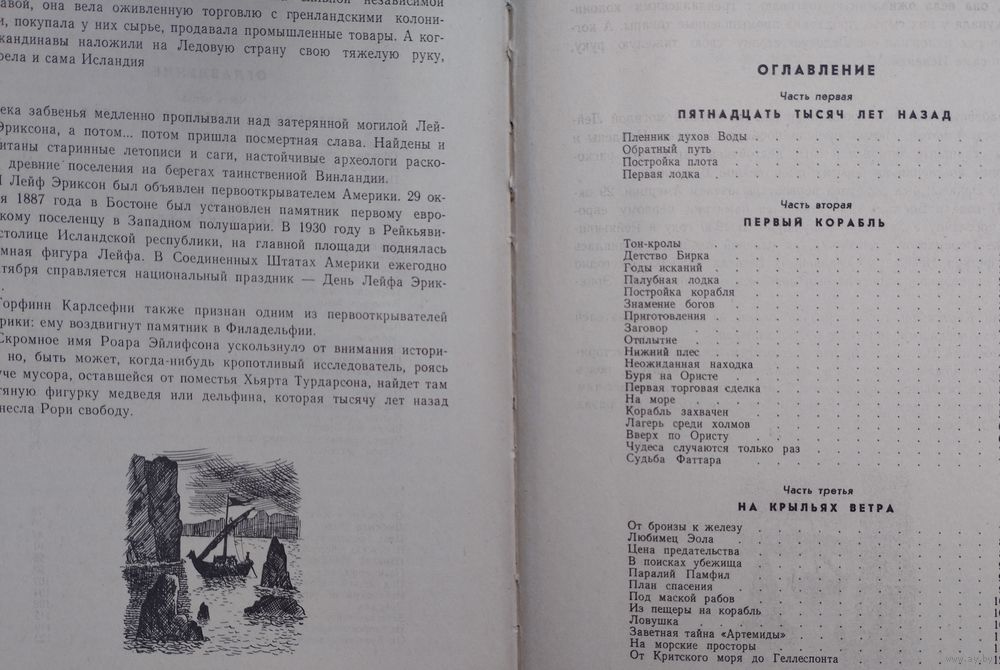 авой, она вела оживленную торговлю с гренландскими колони-
и, покупала у них сырье, продавала промышленные товары. А ког-
кандинавы наложили на Ледовую страну свою тяжелую руку,
рела и сама Исландия
ека забвенья медленно проплывали над затерянной могилой Лей-
Эриксона, а потом... потом пришла посмертная слава. Найдены и
итаны старинные летописи и саги, настойчивые археологи раско-
древние поселения на берегах таинственной Винландии.
Лейф Эриксон был объявлен первооткрывателем Америки. 29 ок-
я 1887 года в Бостоне был установлен памятник первому евро-
скому поселенцу в Западном полушарии. В 1930 году в Рейкьяви-
столице Исландской республики, на главной площади поднялась
мная фигура Лейфа. В Соединенных Штатах Америки ежегодно
тября справляется национальный праздник — День Лейфа Эрик-
Торфинн Карлсефни также признан одним из первооткрывателей
рики: ему воздвигнут памятник в Филадельфии.
Скромное имя Роара Эйлифсона ускользнуло от внимания истори-
но, быть может, когда-нибудь кропотливый исследователь, роясь
уче мусора, оставшейся от поместья Хьярта Турдарсона, найдет там
тяную фигурку медведя или дельфина, которая тысячу лет назад
несла Рори свободу.
ОГЛАВЛЕНИЕ
Часть первая
ПЯТНАДЦАТЬ ТЫСЯЧ ЛЕТ НАЗАД
Пленник духов Воды
Обратный путь
Постройка плота
Первая лодка
Часть вторая
ПЕРВЫЙ КОРАБЛЬ
Тон-кролы
Детство Бирка
Годы исканий
Палубная лодка
Постройка корабля
Знамение богов
Приготовления
Заговор
Отплытие
Нижний плес
Неожиданная находка
Буря на Ористе
Первая торговая сделка
На море
Корабль захвачен
Лагерь среди холмов
Вверх по Ористу
Чудеса случаются только раз
Судьба Фаттара
Часть третья
НА КРЫЛЬЯХ ВЕТРА
От бронзы к железу
Любимец Эола
Цена предательства
В поисках убежища
Паралий Памфил
План спасения
Под маской рабов
Из пещеры на корабль
Ловушка
Заветная тайна «Артемиды»
На морские просторы
От Критского моря до Геллеспонта
www.ay.by